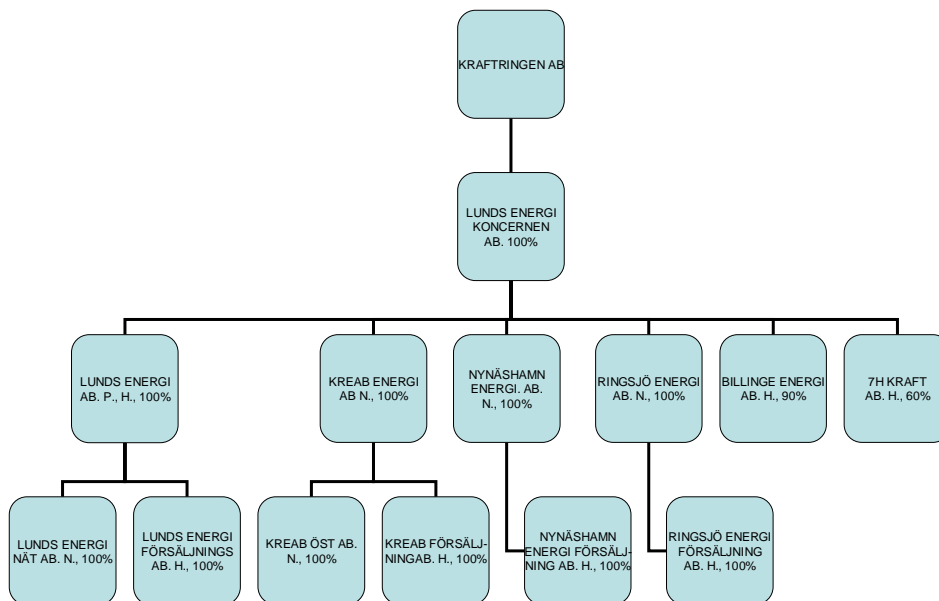 KRAFTRINGEN AB
LUNDS ENERGI
KONCERNEN
AB. 100%
LUNDS ENERGI
AB. P., H., 100%
KREAB ENERGI
AB N., 100%
NYNÄSHAMN
ENERGI. AB.
N., 100%
RINGSJÖ ENERGI
AB. N., 100%
BILLINGE ENERGI
AB. H., 90%
7H KRAFT
AB. H., 60%
LUNDS ENERGI
NÄT AB. N., 100%
LUNDS ENERGI
FÖRSÄLJNINGS
AB. H., 100%
KREAB ÖST AB.
N., 100%
KREAB FÖRSÄLJ-
NINGAB. H., 100%
NYNÄSHAMN
ENERGI FÖRSÄLJ-
NING AB. H., 100%
RINGSJÖ ENERGI
FÖRSÄLJNING
AB. H., 100%